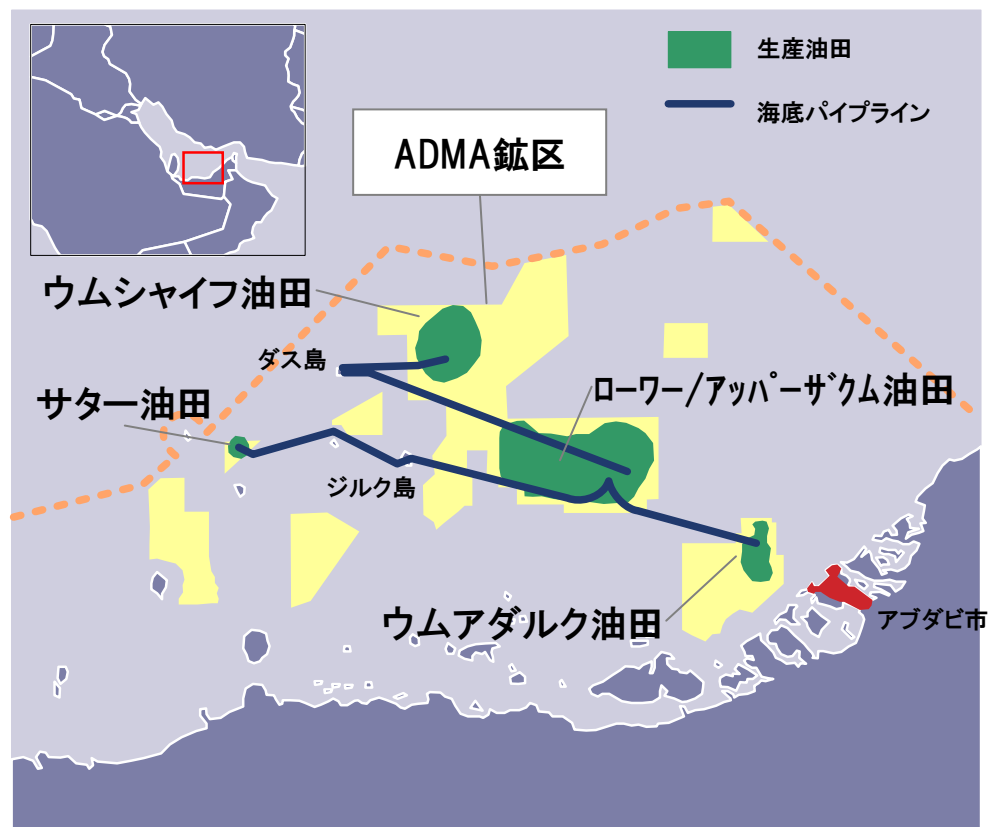 生産油田
海底パイプライン
ADMA鉱区
ウムシャイフ油田
ダス島
サター油田
ローワー/アッパーザクム油田
ジルク島
ウムアダルク油田
アブダビ市